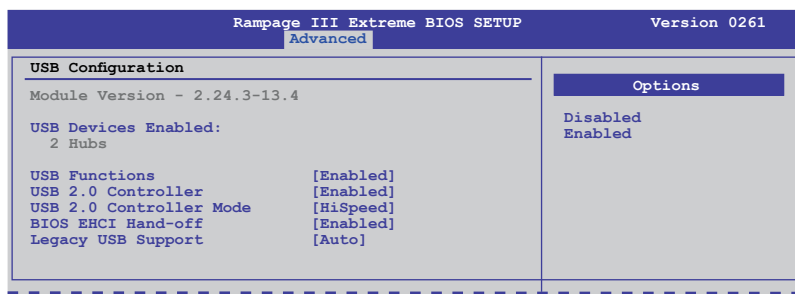 Rampage III Extreme BIOS SETUP Version 0261
Advanced
USB Configuration
Module Version - 2.24.3-13.4
USB Devices Enabled:
2 Hubs
USB Functions [Enabled]
USB 2.0 Controller [Enabled]
USB 2.0 Controller Mode [HiSpeed]
BIOS EHCI Hand-off [Enabled]
Legacy USB Support [Auto]
Options
Disabled
Enabled